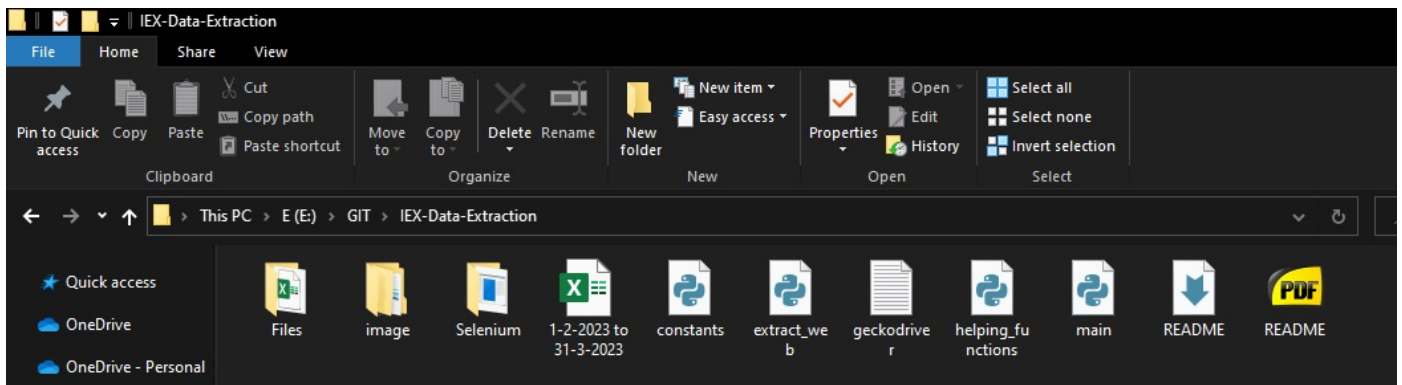 IEX-Data-Extraction
File Home Share View
Pin to Quick access
Copy
Paste
Cut
Copy path
Paste shortcut
Clipboard
Move to
Copy to
Delete
Rename
Organize
New folder
New item
Easy access
New
Properties
Open
Edit
History
Open
Select all
Select none
Invert selection
Select
This PC > E (E:) > GIT > IEX-Data-Extraction
Quick access
OneDrive
OneDrive - Personal
Files
image
Selenium
1-2-2023 to
31-3-2023
constants
extract_we
b
geckodrive
r
helping_fu
nctions
main
README
PDF
README